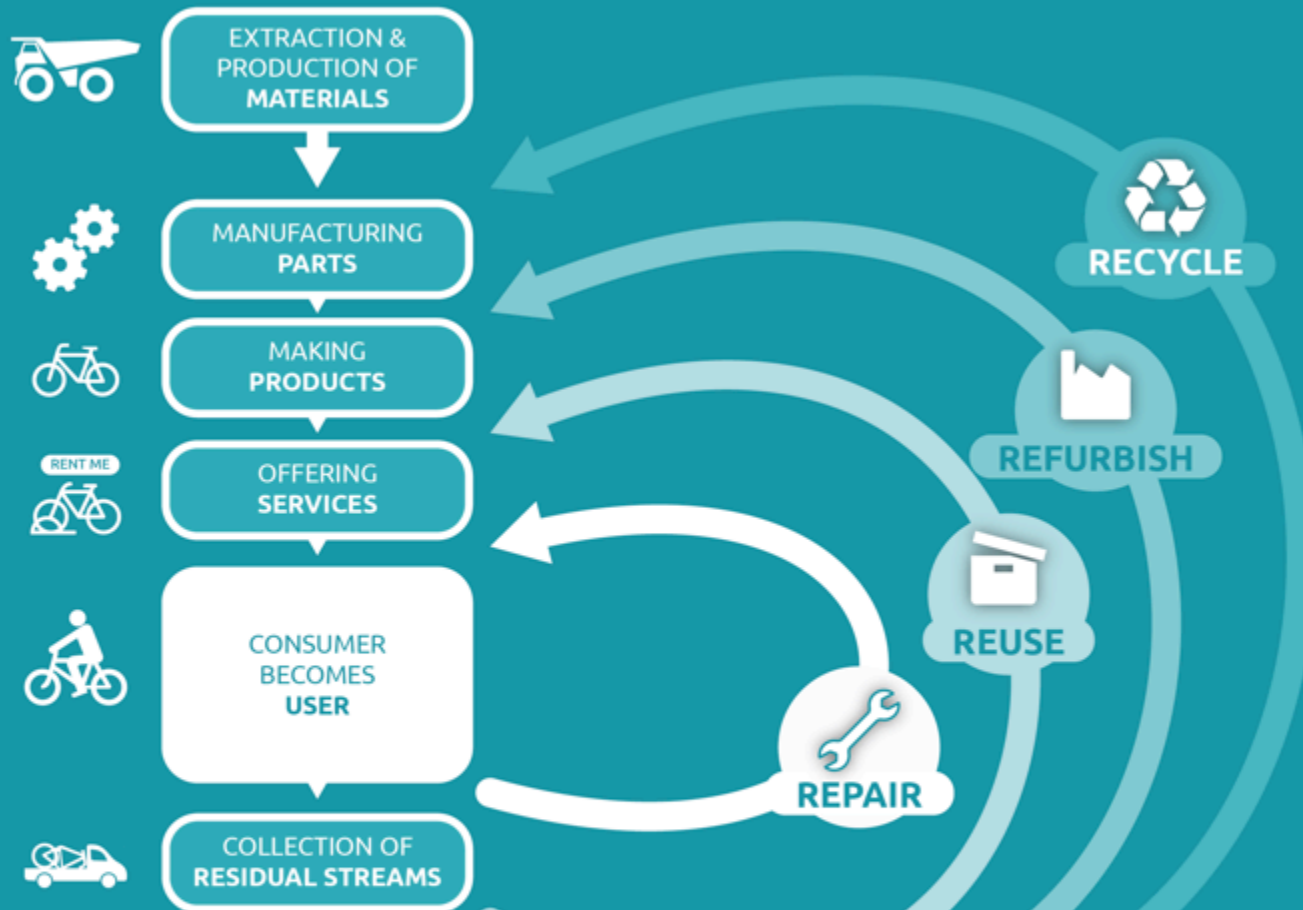 EXTRACTION &
PRODUCTION OF
MATERIALS
MANUFACTURING
PARTS
RECYCLE
MAKING
PRODUCTS
REFURBISH
RENT ME
OFFERING
SERVICES
REUSE
CONSUMER
BECOMES
USER
REPAIR
COLLECTION OF
RESIDUAL STREAMS